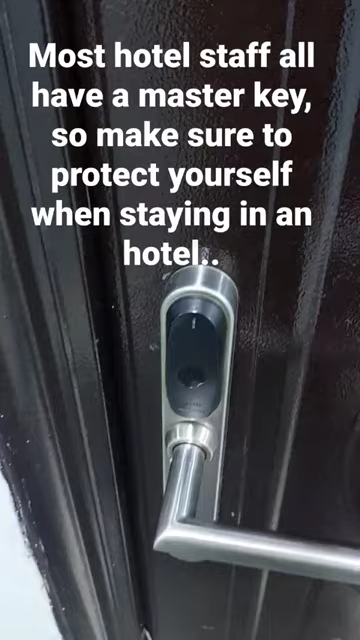 Most hotel staff all
have a master key,
so make sure to
protect yourself
when staying in an
hotel..